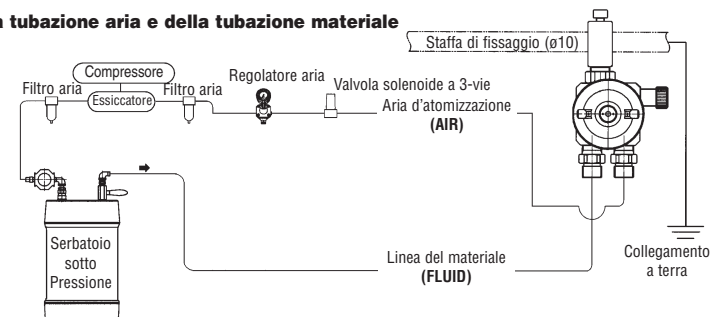 tubazione aria e della tubazione materiale
Staffa di fissaggio (ø10)
Compressore
Filtro aria
Essiccatore
Filtro aria
Regolatore aria
Valvola solenoide a 3-vie
Aria d'atomizzazione
(AIR)
Serbatoio
sotto
Pressione
Linea del materiale
(FLUID)
Collegamento
a terra